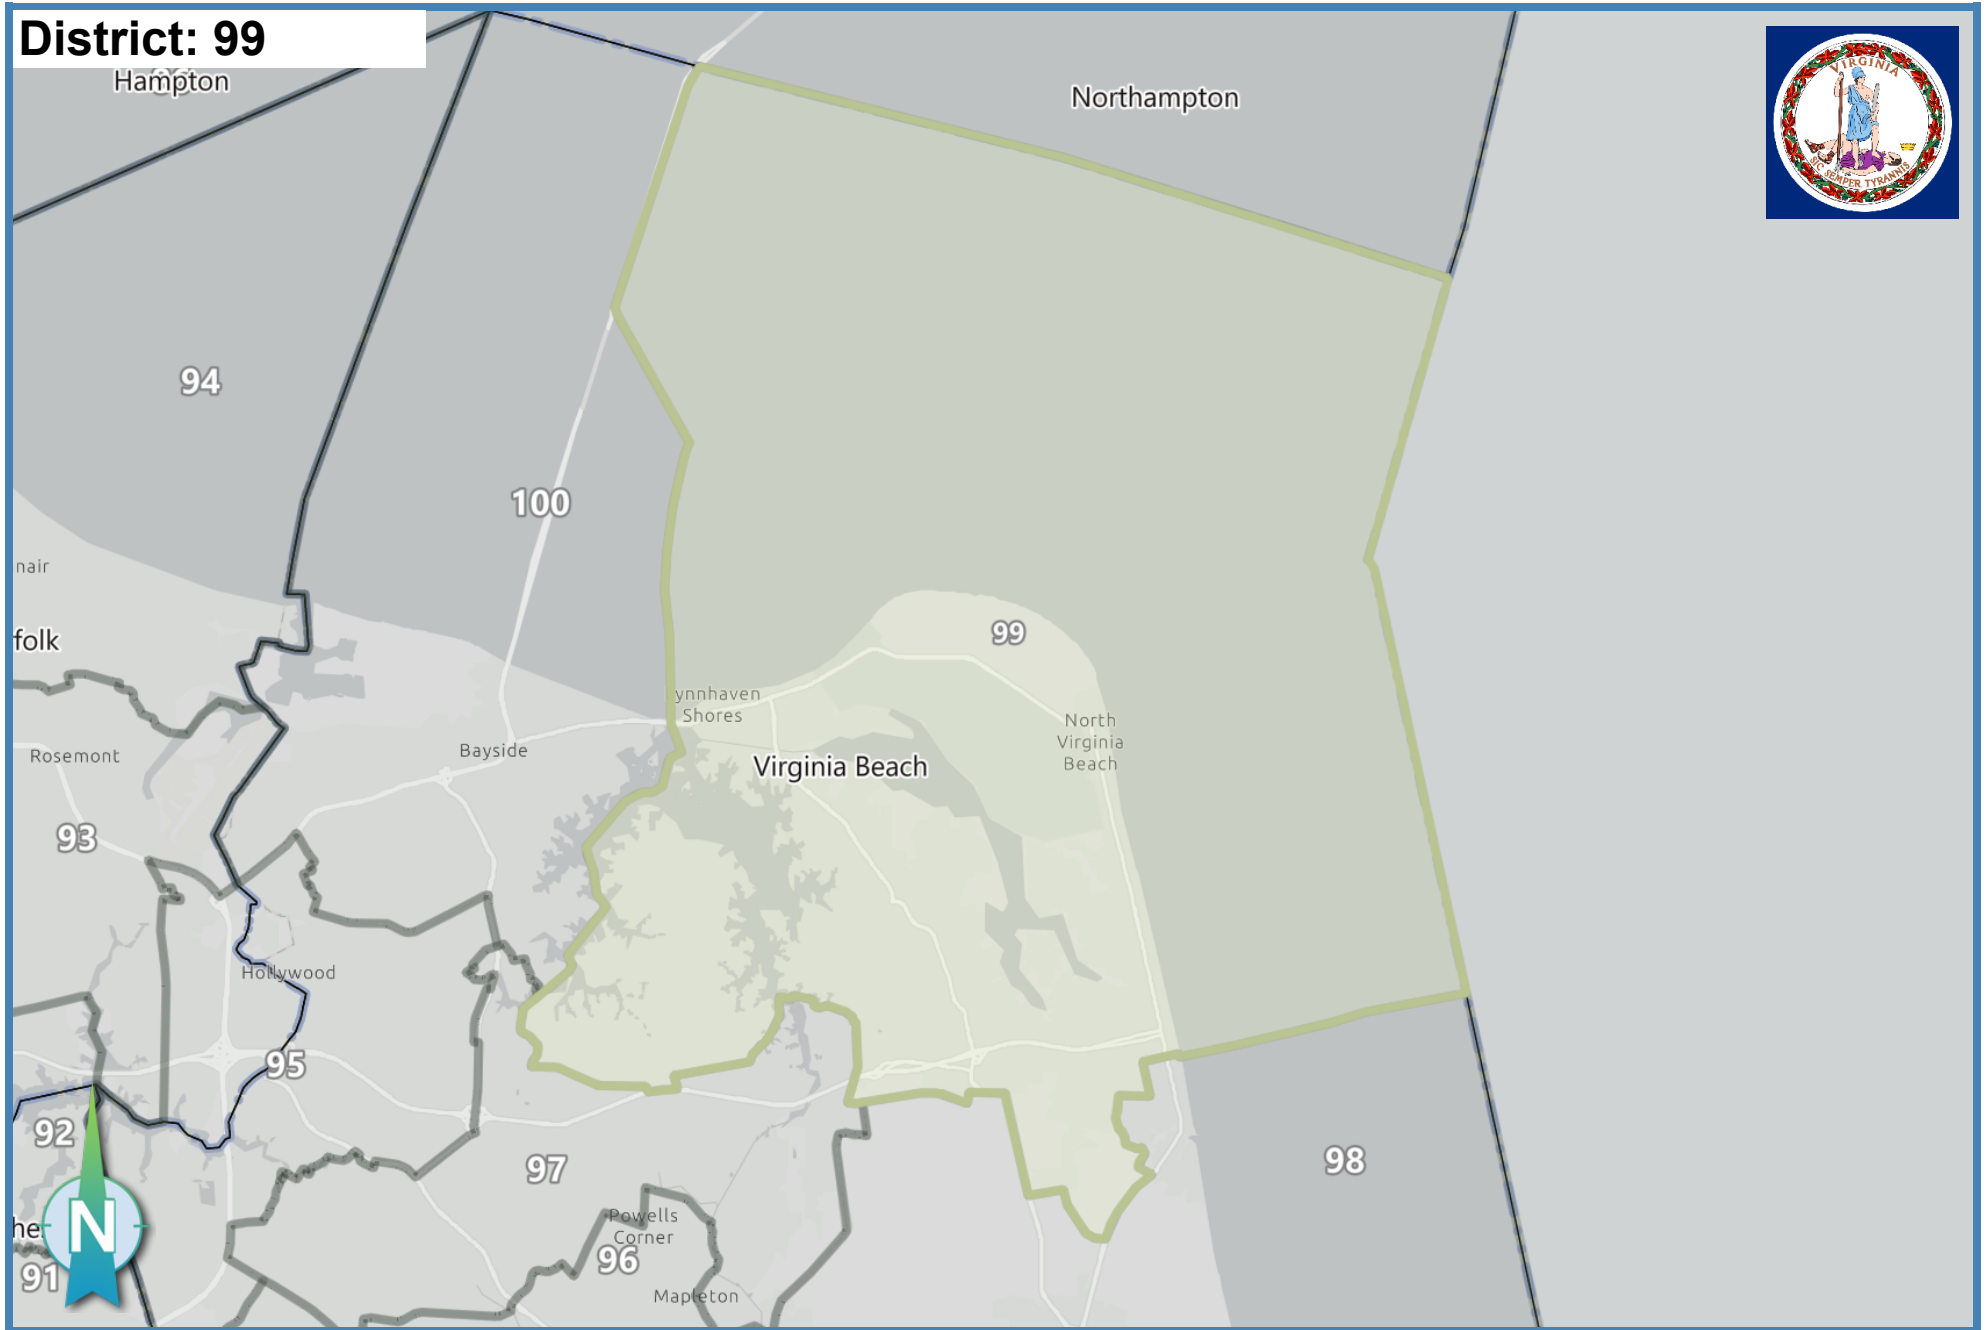 District: 99
Hampton
Northampton
VIRGINIA
SIC SEMPER TYRANNIS
94
100
nair
folk
99
ynnhaven
Shores
North
Virginia
Beach
Rosemont
Bayside
Virginia Beach
93
Hollywood
95
92
97
98
Powells
Corner
96
he
N
91
Mapleton